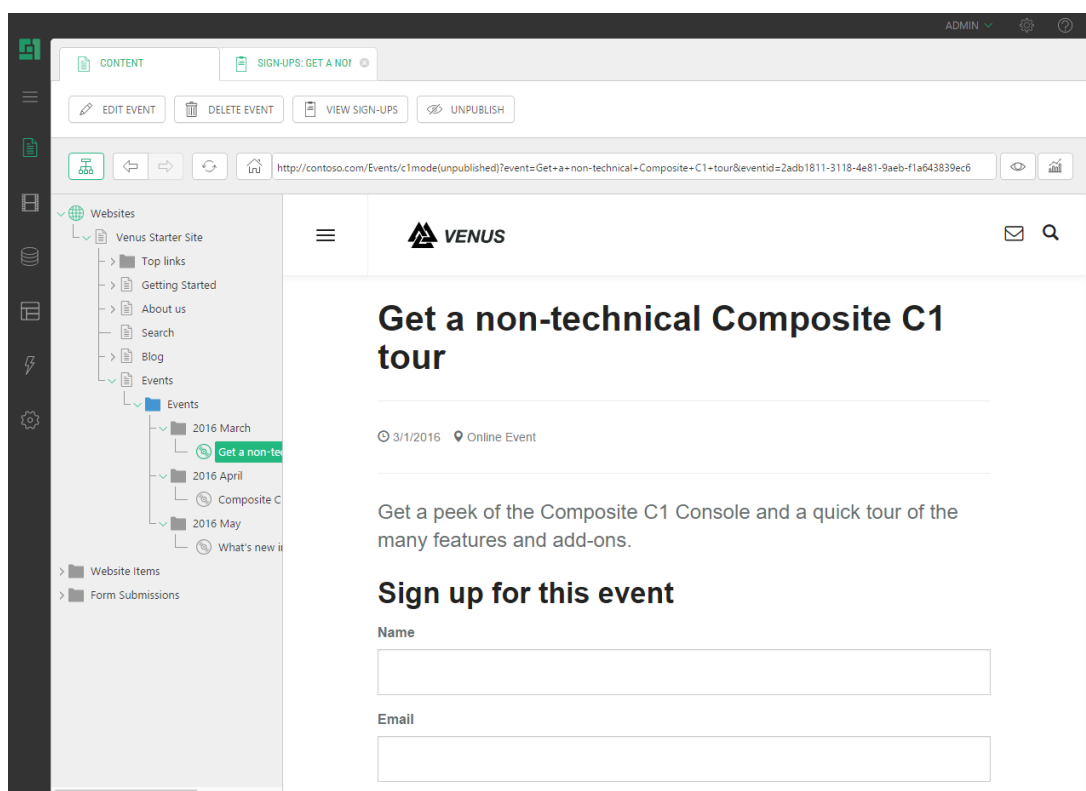 ADMIN
CONTENT
SIGN-UPS: GET A NO
EDIT EVENT
DELETE EVENT
VIEW SIGN-UPS
UNPUBLISH
http://contoso.com/Events/c1mode(unpublished)?event=Get+a+non-technical+Composite+C1+tour&eventid=2adb1811-3118-4e81-9aeb-f1a643839ec6
Websites
Venus Starter Site
Top links
Getting Started
About us
Search
Blog
Events
Events
2016 March
Get a non-tec
2016 April
Composite C
2016 May
What's new i
Website Items
Form Submissions
VENUS
Get a non-technical Composite C1
tour
3/1/2016 Online Event
Get a peek of the Composite C1 Console and a quick tour of the
many features and add-ons.
Sign up for this event
Name
Email